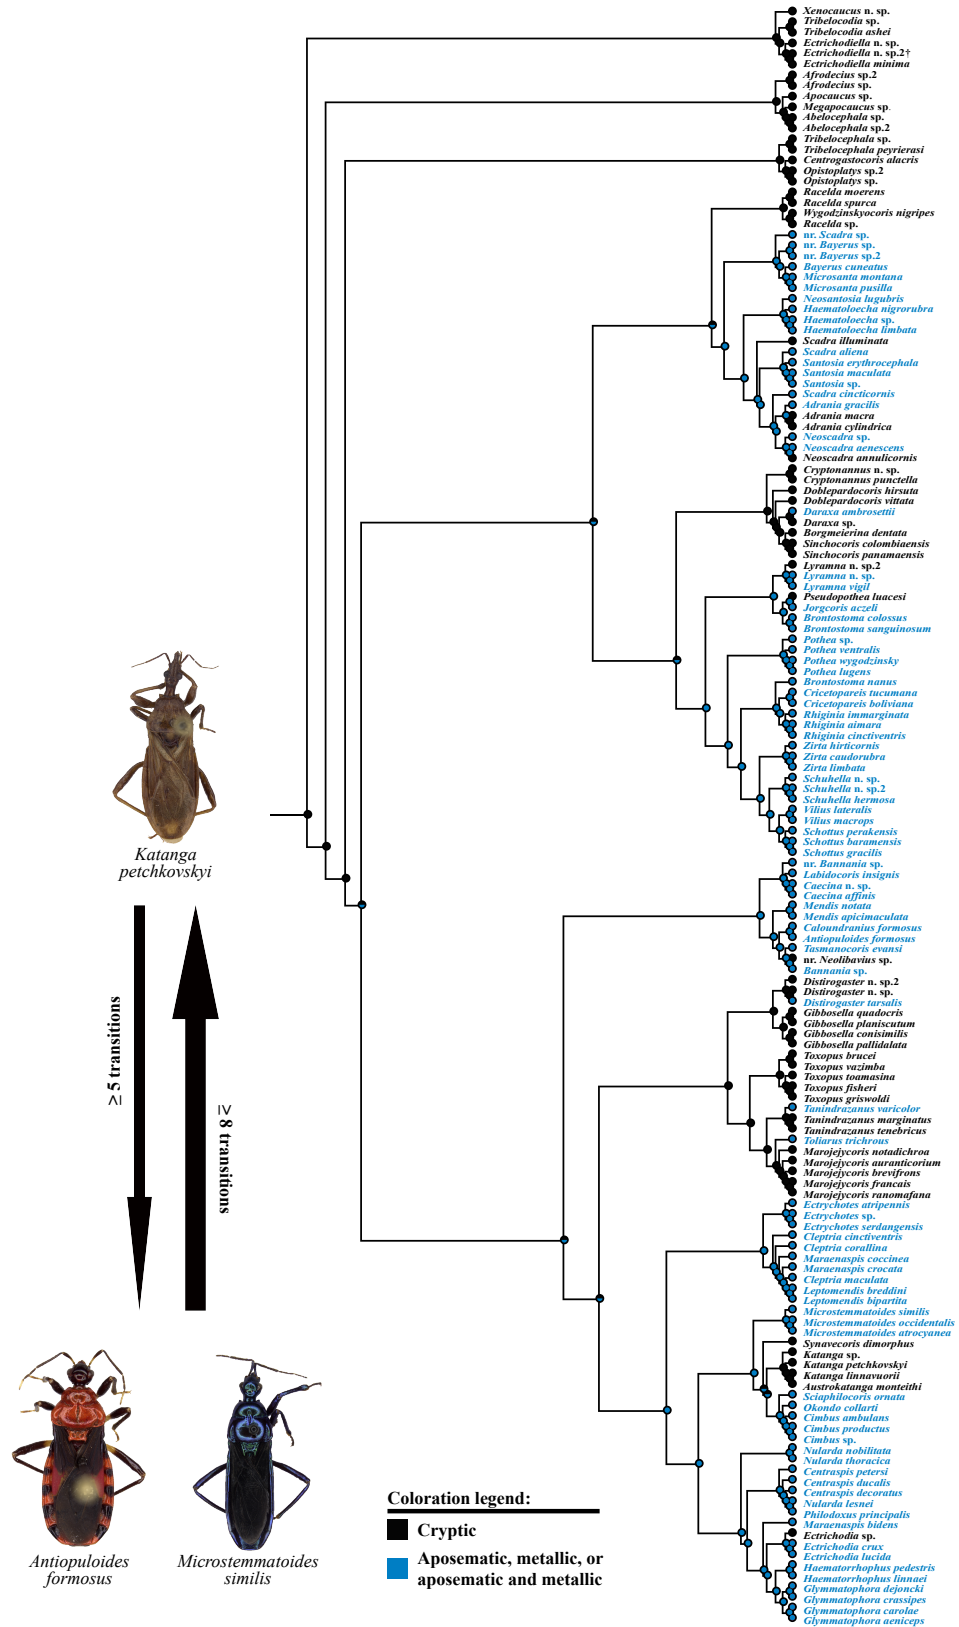 Xenocaucus n. sp.
Tribelocodia sp.
Tribelocodia ashei
Ectrichodiella n. sp.
Ectrichodiella n. sp.2†
Ectrichodiella minima
Afrodecius sp.2
Afrodecius sp.
Apocaucus sp.
Megapocaucus sp.
Abelocephala sp.
Abelocephala sp.2
Tribelocephala sp.
Tribelocephala peyrierasi
Centrogastocoris alacris
Opistoplatys sp.2
Opistoplatys sp.
Racelda moerens
Racelda spurca
Wygodzinskyocoris nigripes
Racelda sp.
nr. Scadra sp.
nr. Bayerus sp.
nr. Bayerus sp.2
Bayerus cuneatus
Microsanta montana
Microsanta pusilla
Neosantosia lugubris
Haematoloecha nigrorubra
Haematoloecha sp.
Haematoloecha limbata
Scadra illuminata
Scadra aliena
Santosia erythrocephala
Santosia maculata
Santosia sp.
Scadra cincticornis
Adrania gracilis
Adrania macra
Adrania cylindrica
Neoscadra sp.
Neoscadra aenescens
Neoscadra annulicornis
Cryptonannus n. sp.
Cryptonannus punctella
Doblepardocoris hirsuta
Doblepardocoris vittata
Daraxa ambrosettii
Daraxa sp.
Borgmeierina dentata
Sinchocoris colombiaensis
Sinchocoris panamaensis
Lyramna n. sp.2
Lyramna n. sp.
Lyramna vigil
Pseudopothea luacesi
Jorgcoris aczeli
Brontostoma colossus
Brontostoma sanguinosum
Pothea sp.
Pothea ventralis
Pothea wygodzinsky
Pothea lugens
Brontostoma nanus
Cricetopareis tucumana
Cricetopareis boliviana
Rhiginia immarginata
Rhiginia aimara
Rhiginia cinctiventris
Zirta hirticornis
Zirta caudorubra
Zirta limbata
Schuhella n. sp.
Schuhella n. sp.2
Schuhella hermosa
Vilius lateralis
Vilius macrops
Schottus perakensis
Schottus baramensis
Schottus gracilis
nr. Bannania sp.
Labidocoris insignis
Caecina n. sp.
Caecina affinis
Mendis notata
Mendis apicimaculata
Caloundranius formosus
Antiopuloides formosus
Tasmanocoris evansi
nr. Neolibavius sp.
Bannania sp.
Distirogaster n. sp.2
Distirogaster n. sp.
Distirogaster tarsalis
Gibbosella quadocris
Gibbosella planiscutum
Gibbosella conisimilis
Gibbosella pallidalata
Toxopus brucei
Toxopus vazimba
Toxopus toamasina
Toxopus fisheri
Toxopus griswoldi
Tanindrazanus varicolor
Tanindrazanus marginatus
Tanindrazanus tenebricus
Toliarus trichrous
Marojejycoris notadichroa
Marojejycoris auranticorium
Marojejycoris brevifrons
Marojejycoris francais
Marojejycoris ranomafana
Ectrychotes atripennis
Ectrychotes sp.
Ectrychotes serdangensis
Cleptria cinctiventris
Cleptria corallina
Maraenaspis coccinea
Maraenaspis crocata
Cleptria maculata
Leptomendis breddini
Leptomendis bipartita
Microstemmatoides similis
Microstemmatoides occidentalis
Microstemmatoides atrocyanea
Synavecoris dimorphus
Katanga sp.
Katanga petchkovskyi
Katanga linnavuorii
Austrokatanga monteithi
Sciaphilocoris ornata
Okondo collarti
Cimbus ambulans
Cimbus productus
Cimbus sp.
Nularda nobilitata
Nularda thoracica
Centraspis petersi
Centraspis ducalis
Centraspis decoratus
Nularda lesnei
Philodoxus principalis
Maraenaspis bidens
Ectrichodia sp.
Ectrichodia crux
Ectrichodia lucida
Haematorrhophus pedestris
Haematorrhophus linnaei
Glymmatophora dejoncki
Glymmatophora crassipes
Glymmatophora carolae
Glymmatophora aeniceps
Katanga
petchkovskyi
≥ 5 transitions
≥ 8 transitions
Antiopuloides
formosus
Microstemmatoides
similis
Coloration legend:
Cryptic
Aposematic, metallic, or
aposematic and metallic